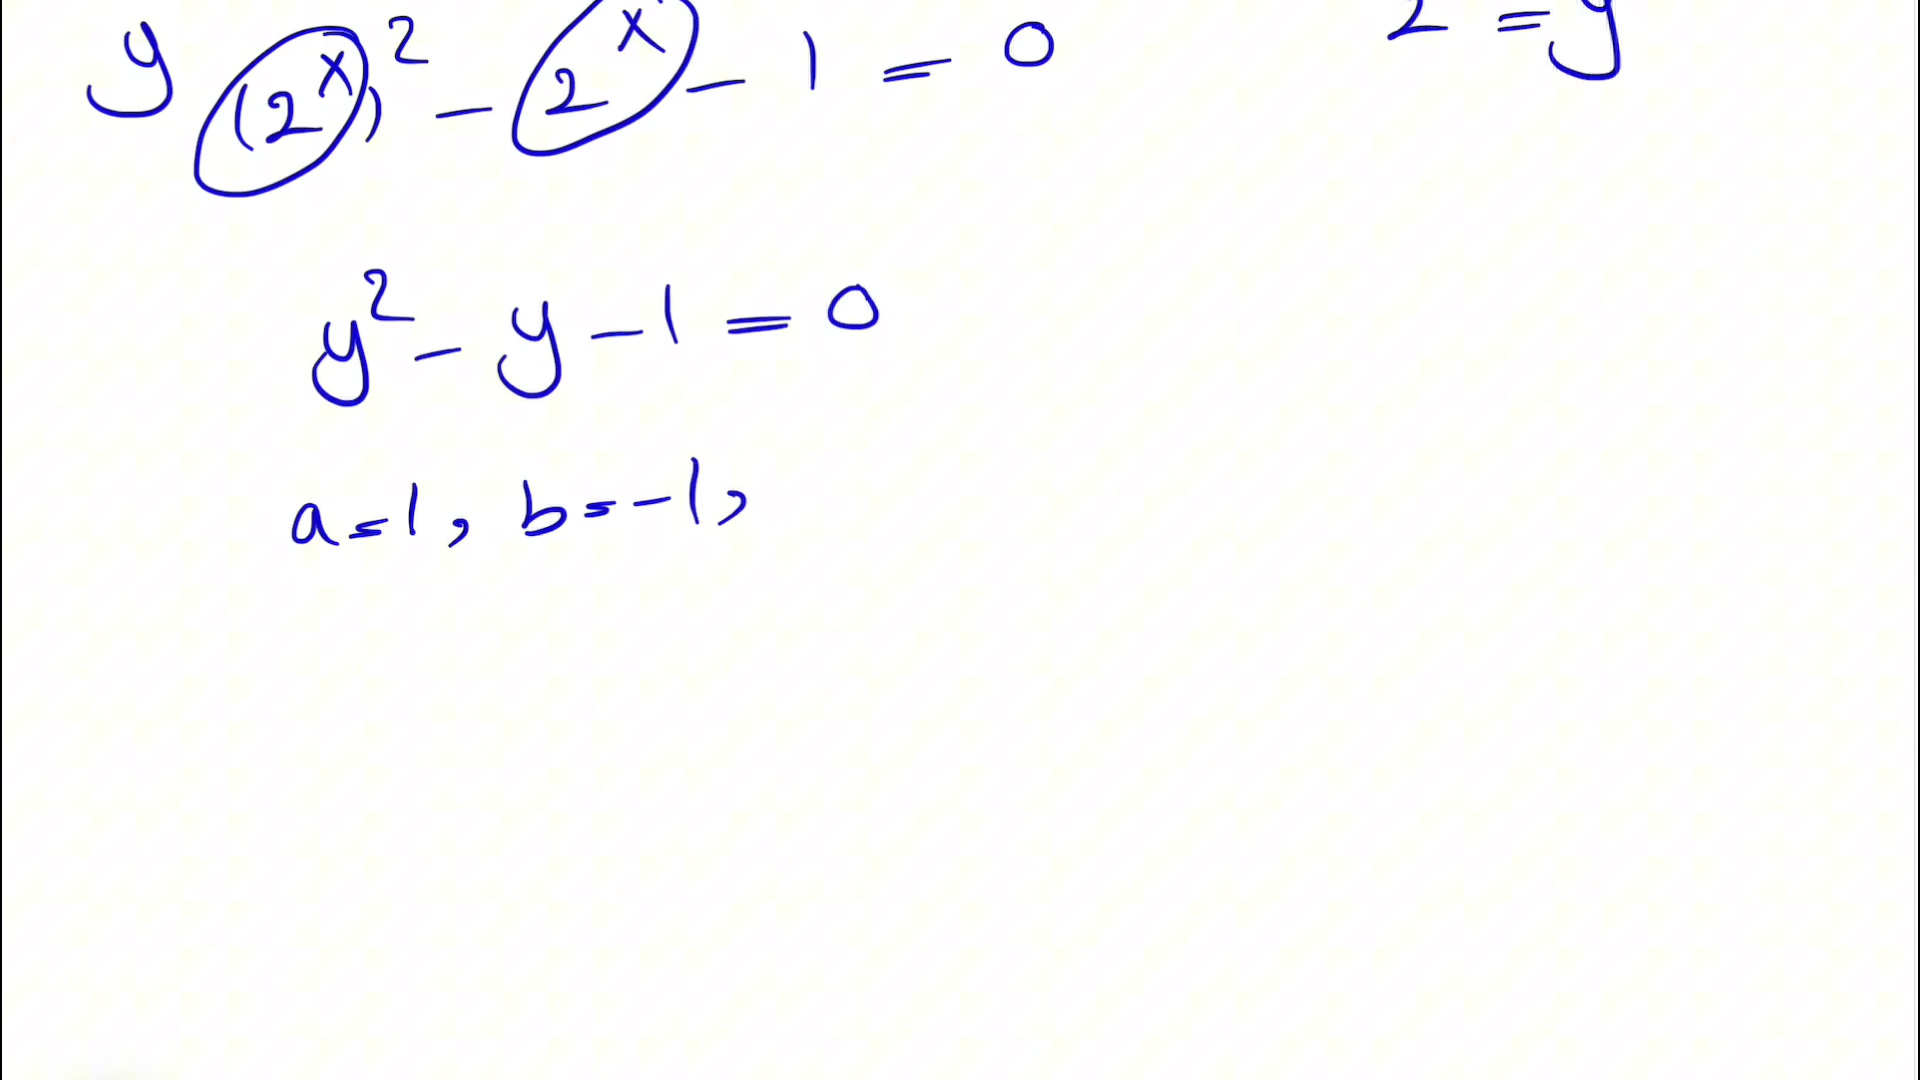 y (2^x)^2 - 2^x - 1 = 0
2 = y
y^2 - y - 1 = 0
a = 1, b = -1,